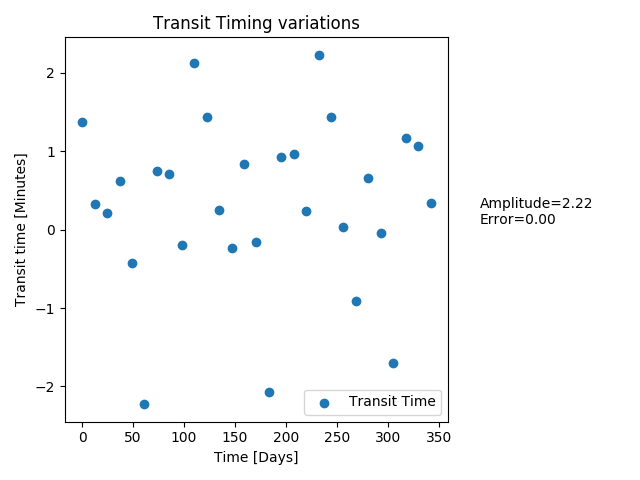 Transit Timing variations
Transit time [Minutes]
2
1
0
−1
−2
0
50
100
150
200
250
300
350
Time [Days]
Transit Time
Amplitude=2.22
Error=0.00